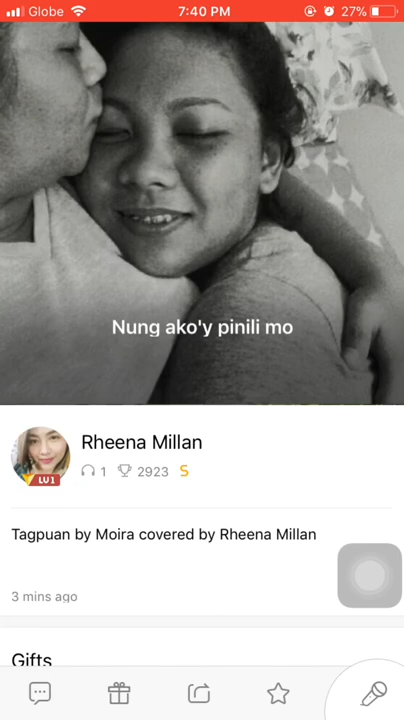 Globe 7:40 PM 27%
Nung ako'y pinili mo
Rheena Millan
1 2923 S
LV1
Tagpuan by Moira covered by Rheena Millan
3 mins ago
Gifts